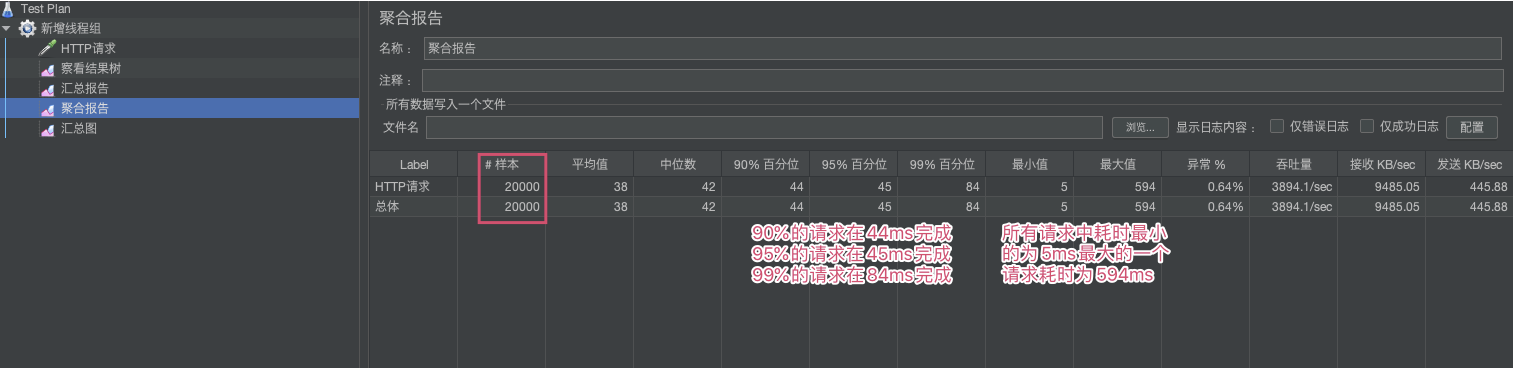 Test Plan
新增线程组
HTTP请求
察看结果树
汇总报告
聚合报告
汇总图
聚合报告
名称： 聚合报告
注释：
所有数据写入一个文件
文件名 浏览... 显示日志内容： 仅错误日志 仅成功日志 配置
Label # 样本 平均值 中位数 90% 百分位 95% 百分位 99% 百分位 最小值 最大值 异常 % 吞吐量 接收 KB/sec 发送 KB/sec
HTTP请求 20000 38 42 44 45 84 5 594 0.64% 3894.1/sec 9485.05 445.88
总体 20000 38 42 44 45 84 5 594 0.64% 3894.1/sec 9485.05 445.88
90%的请求在44ms完成
95%的请求在45ms完成
99%的请求在84ms完成
所有请求中耗时最小
的为5ms最大的一个
请求耗时为594ms